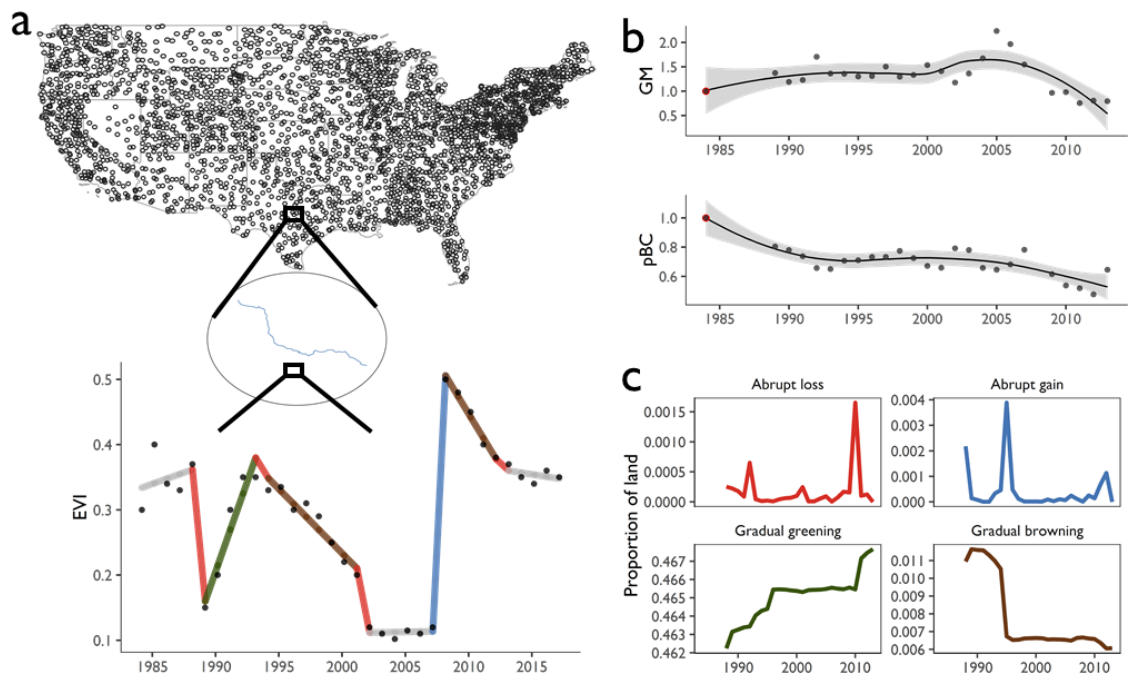 a
EVI
0.5
0.4
0.3
0.2
0.1
1985 1990 1995 2000 2005 2010 2015
b
GM
2.0
1.5
1.0
0.5
1985 1990 1995 2000 2005 2010
pBC
1.0
0.8
0.6
1985 1990 1995 2000 2005 2010
c
Proportion of land
Abrupt loss
0.0015
0.0010
0.0005
0.0000
Abrupt gain
0.004
0.003
0.002
0.001
0.000
Gradual greening
0.467
0.466
0.465
0.463
0.462
1990 2000 2010
Gradual browning
0.011
0.010
0.009
0.008
0.007
0.006
1990 2000 2010